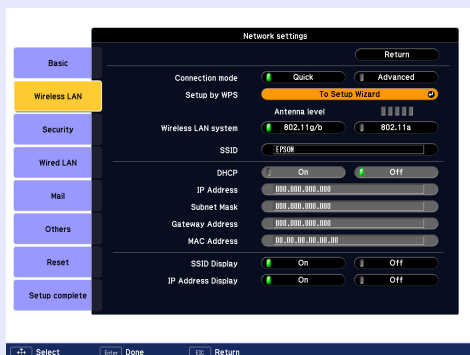 Network settings
Return
Basic
Connection mode Quick Advanced
Wireless LAN Setup by WPS To Setup Wizard
Antenna level
Security Wireless LAN system 802.11g/b 802.11a
SSID EPSON
Wired LAN
DHCP On Off
Mail IP Address 000.000.000.000
Subnet Mask 000.000.000.000
Others Gateway Address 000.000.000.000
MAC Address 00.00.00.00.00.00
Reset SSID Display On Off
IP Address Display On Off
Setup complete
Select Enter Done ESC Return